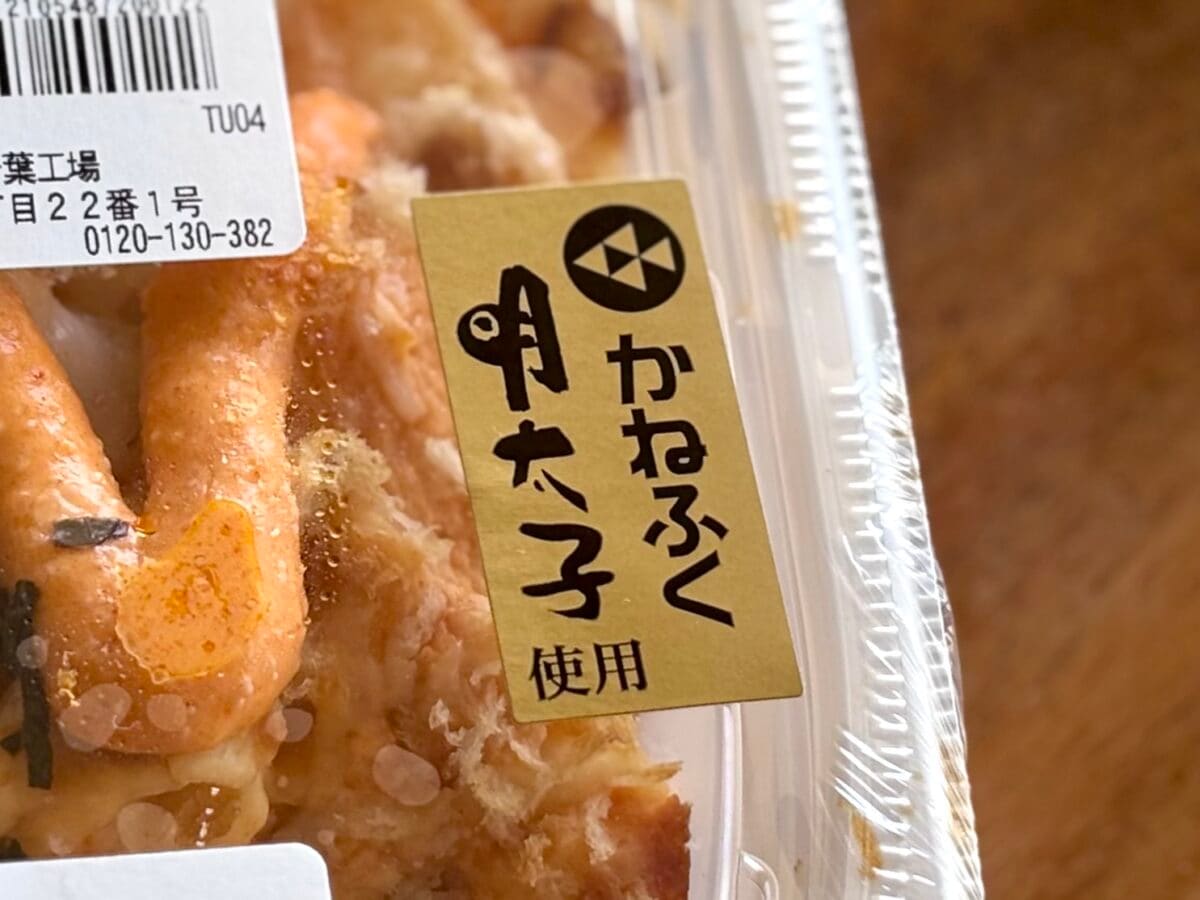 TU04
葉工場
目22番1号
0120-130-382
かねふく
明太子
使用